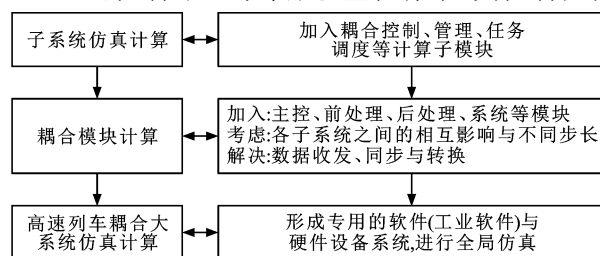 子系统仿真计算
加入耦合控制、管理、任务
调度等计算子模块
耦合模块计算
加入:主控、前处理、后处理、系统等模块
考虑:各子系统之间的相互影响与不同步长
解决:数据收发、同步与转换
高速列车耦合大
系统仿真计算
形成专用的软件(工业软件)与
硬件设备系统,进行全局仿真